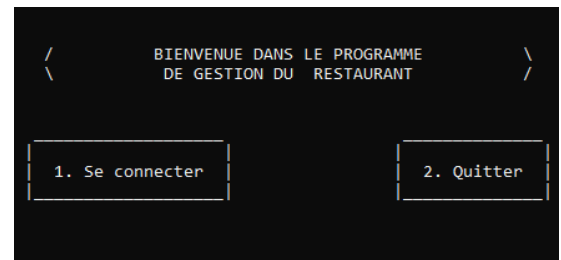 BIENVENUE DANS LE PROGRAMME
DE GESTION DU RESTAURANT
1. Se connecter
2. Quitter